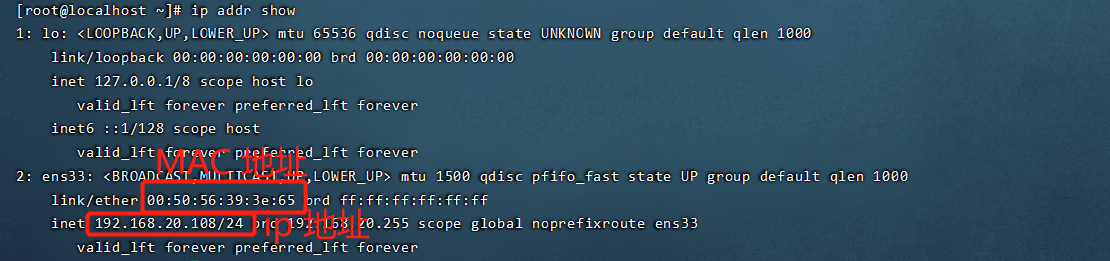 [root@localhost ~]# ip addr show
1: lo: <LOOPBACK,UP,LOWER_UP> mtu 65536 qdisc noqueue state UNKNOWN group default qlen 1000
link/loopback 00:00:00:00:00:00 brd 00:00:00:00:00:00
inet 127.0.0.1/8 scope host lo
valid_lft forever preferred_lft forever
inet6 ::1/128 scope host
valid_lft forever preferred_lft forever
MAC 地址
2: ens33: <BROADCAST,MULTICAST,UP,LOWER_UP> mtu 1500 qdisc pfifo_fast state UP group default qlen 1000
link/ether 00:50:56:39:3e:65 brd ff:ff:ff:ff:ff:ff
inet 192.168.20.108/24 brd 192.168.20.255 scope global noprefixroute ens33
ip 地址
valid_lft forever preferred_lft forever